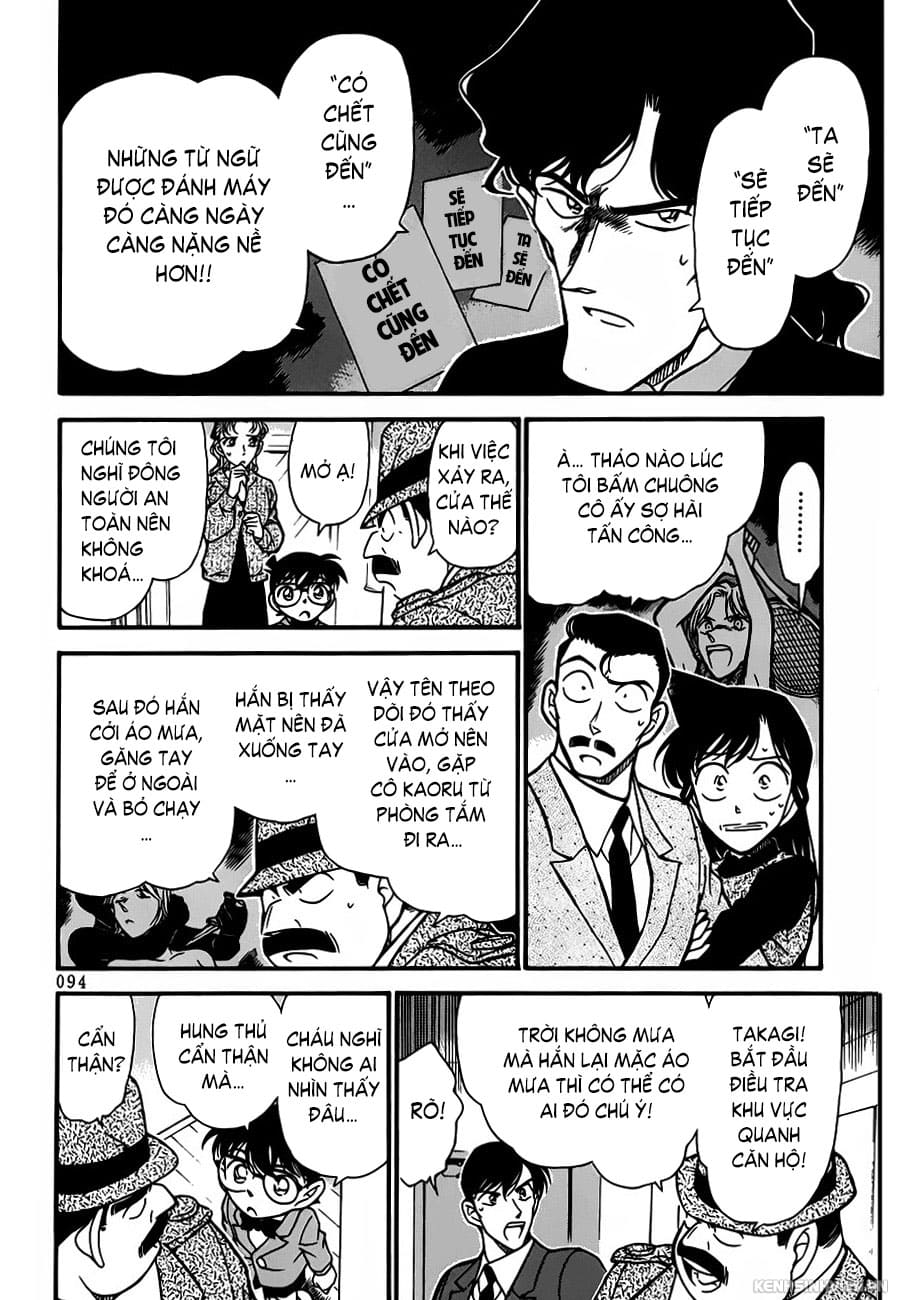 "TA
SẼ
ĐẾN"
"SẼ
TIẾP
TỤC
ĐẾN"
"CÓ
CHẾT
CŨNG
ĐẾN"
...
NHỮNG TỪ NGỮ
ĐƯỢC ĐÁNH MÁY
ĐÓ CÀNG NGÀY
CÀNG NẶNG NỀ
HƠN!!
TA
SẼ
ĐẾN
SẼ
TIẾP
TỤC
ĐẾN
CÓ
CHẾT
CŨNG
ĐẾN
.........
À... THẢO NÀO LÚC
TÔI BẤM CHUÔNG
CÔ ẤY SỢ HÃI
TẤN CÔNG...
KHI VIỆC
XẢY RA,
CỬA THẾ
NÀO?
MỞ Ạ!
CHÚNG TÔI
NGHĨ ĐÔNG
NGƯỜI AN
TOÀN NÊN
KHÔNG
KHOÁ...
VẬY TÊN THEO
DÕI ĐÓ THẤY
CỬA MỞ NÊN
VÀO, GẶP
CÔ KAORU TỪ
PHÒNG TẮM
ĐI RA...
HẮN BỊ THẤY
MẶT NÊN ĐÃ
XUỐNG TAY
...
SAU ĐÓ HẮN
CỞI ÁO MƯA,
GĂNG TAY
ĐỂ Ở NGOÀI
VÀ BỎ CHẠY
...
094
TAKAGI!
BẮT ĐẦU
ĐIỀU TRA
KHU VỰC
QUANH
CĂN HỘ!
TRỜI KHÔNG MƯA
MÀ HẮN LẠI MẶC ÁO
MƯA THÌ CÓ THỂ CÓ
AI ĐÓ CHÚ Ý!
RÕ!
CHÁU NGHĨ
KHÔNG AI
NHÌN THẤY
ĐÂU...
HUNG THỦ
CẨN THẬN
MÀ...
CẨN
THẬN?